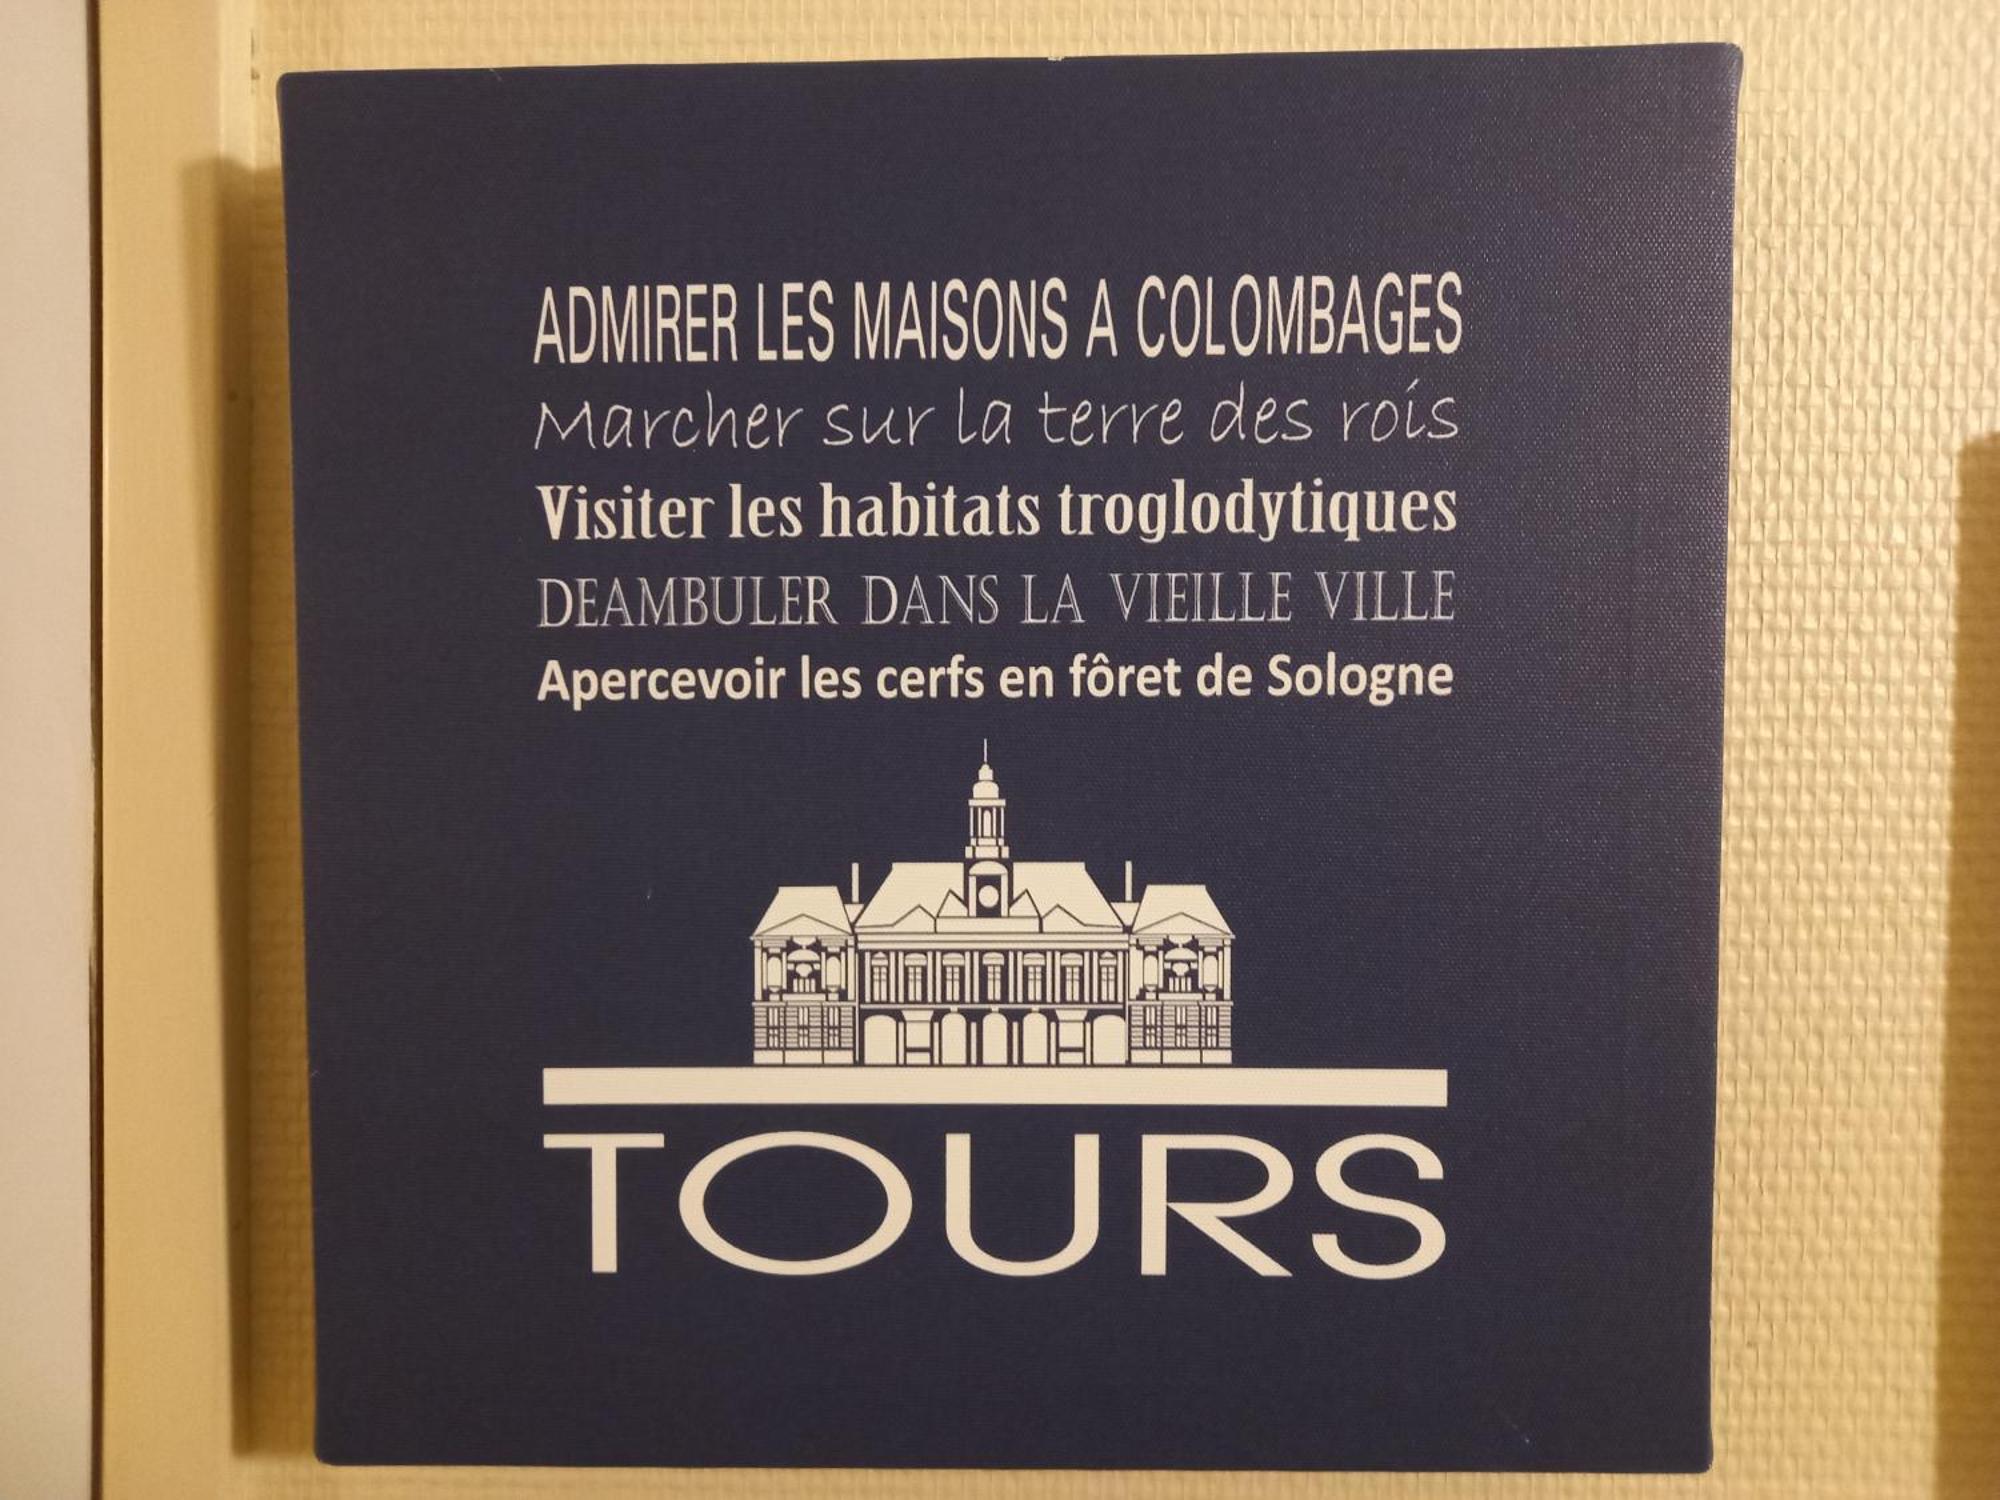 ADMIRER LES MAISONS A COLOMBAGES
Marcher sur la terre des rois
Visiter les habitats troglodytiques
DEAMBULER DANS LA VIEILLE VILLE
Apercevoir les cerfs en fôret de Sologne
TOURS